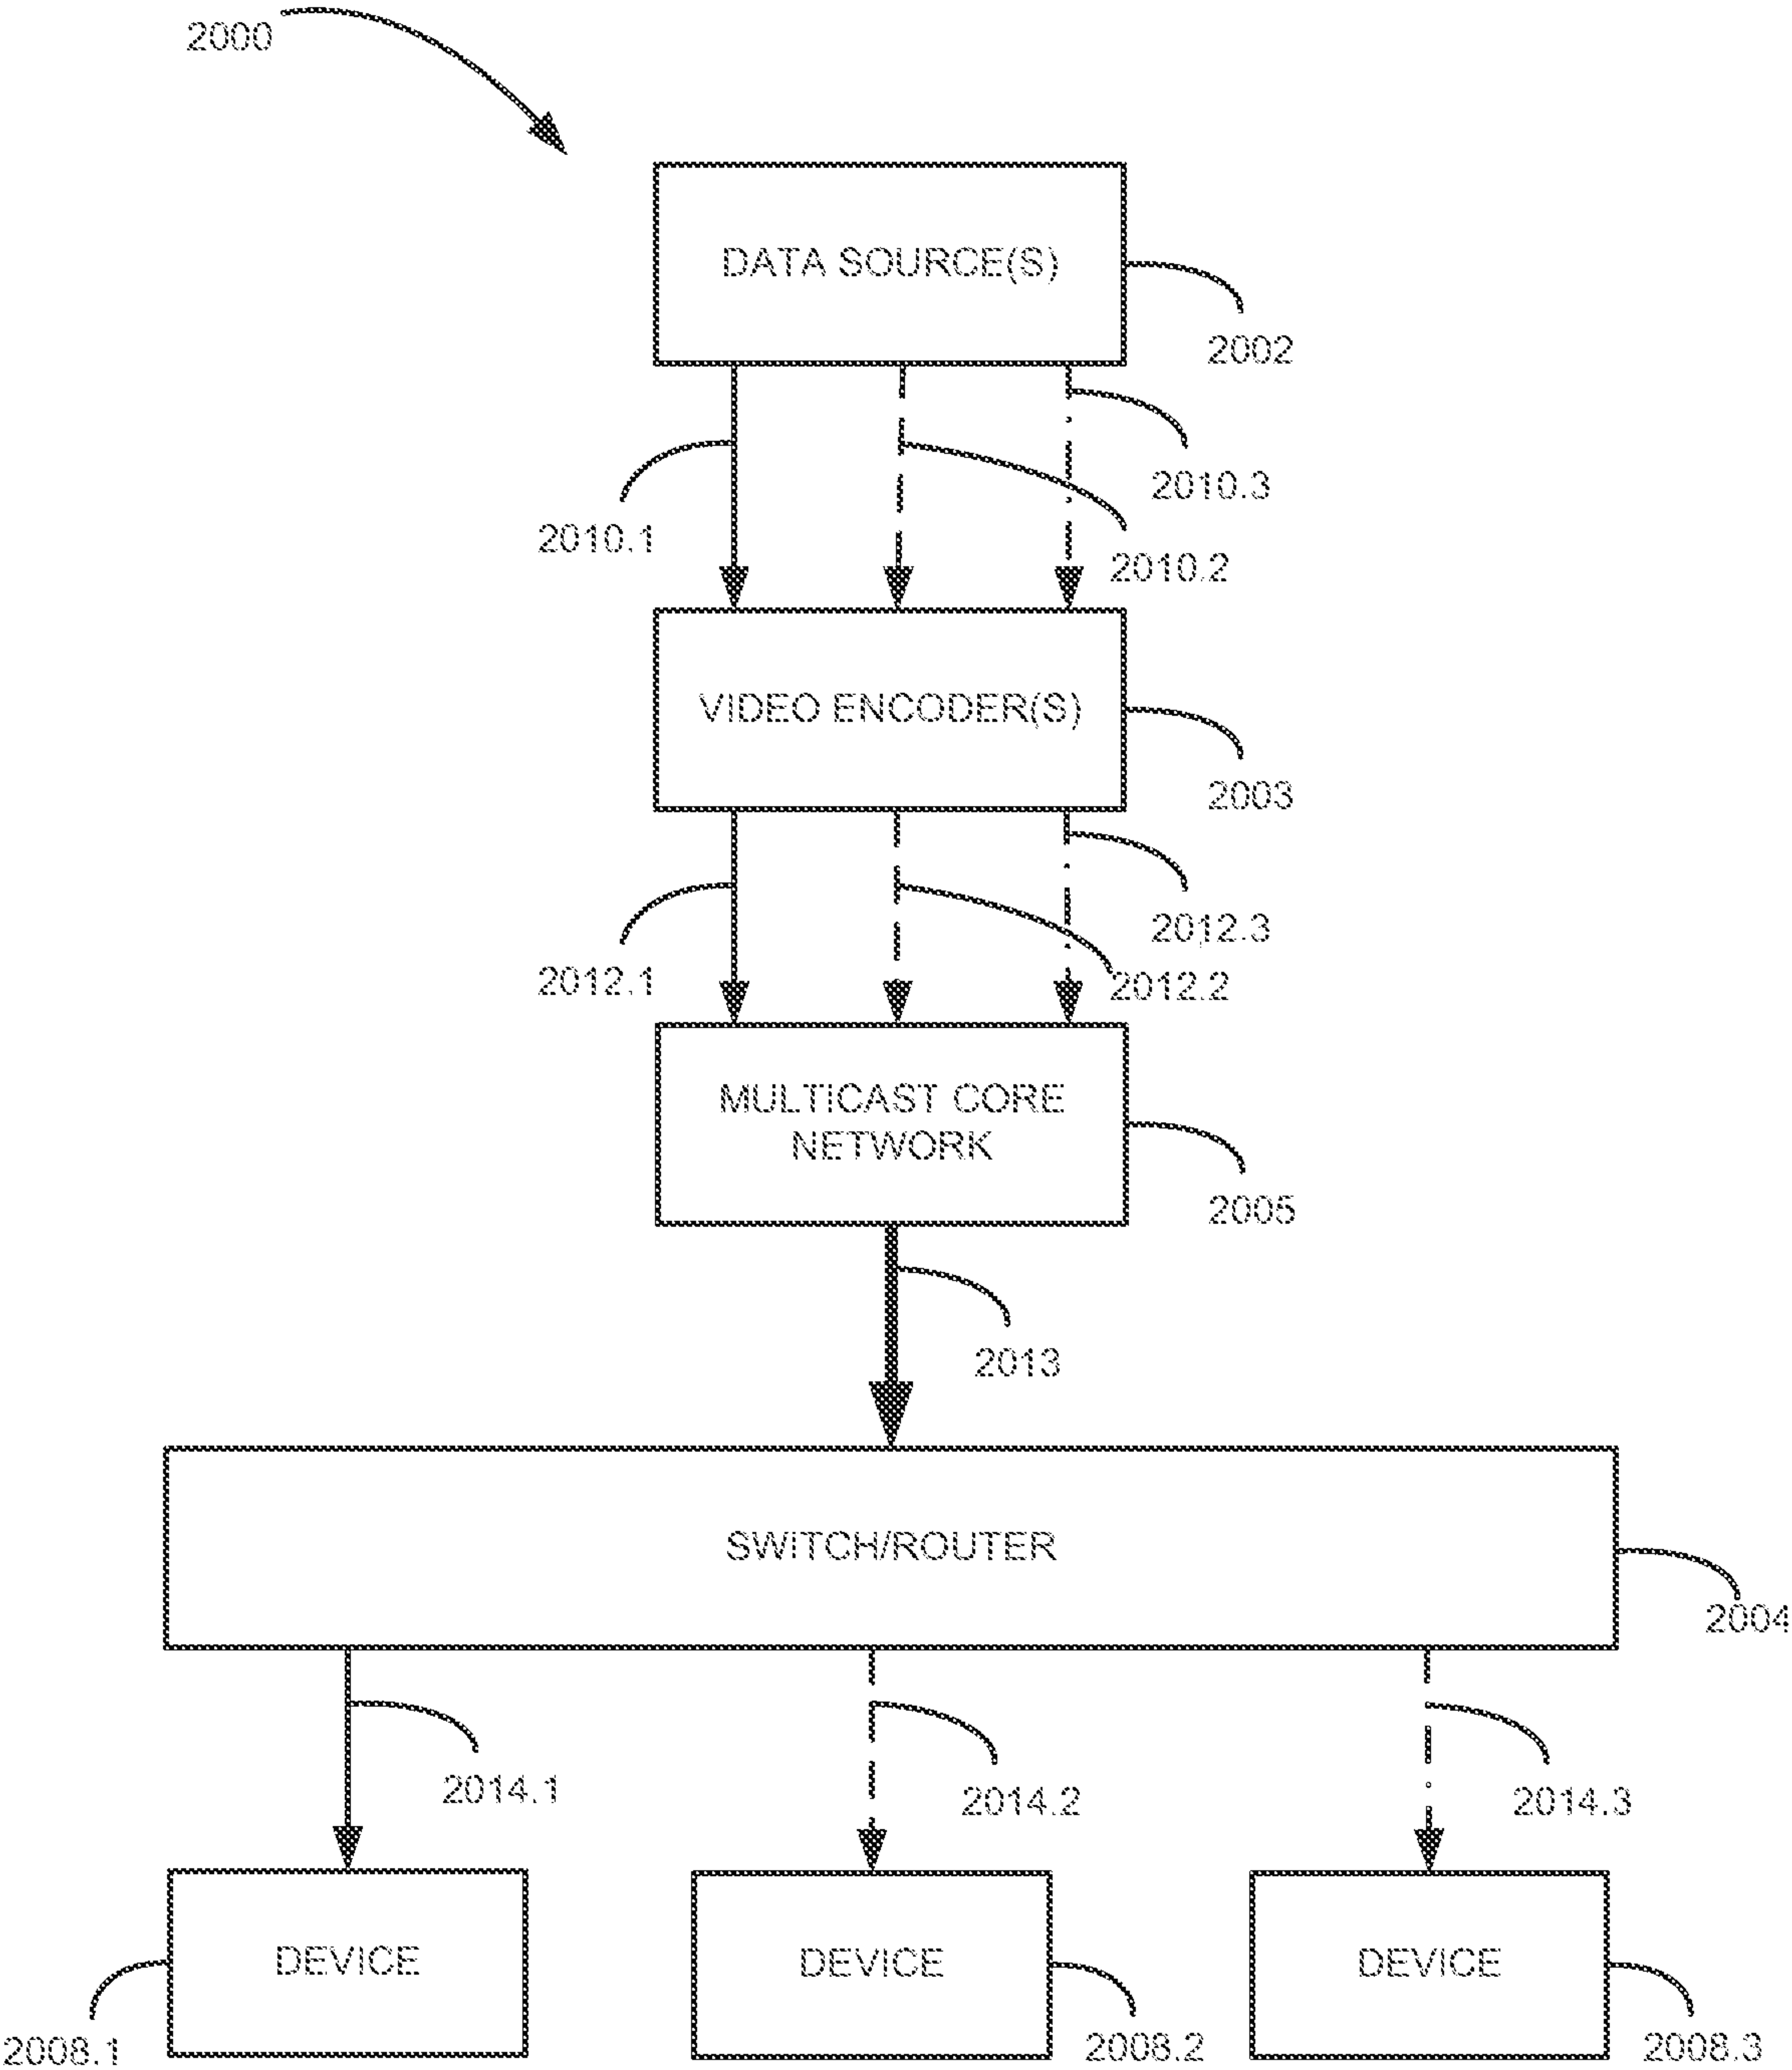 2000
DATA SOURCE(S)
2002
2010.1
2010.3
2010.2
VIDEO ENCODER(S)
2003
2012.1
2012.3
2012.2
MULTICAST CORE
NETWORK
2005
2013
SWITCH/ROUTER
2004
2014.1
2014.2
2014.3
DEVICE
DEVICE
DEVICE
2008.1
2008.2
2008.3